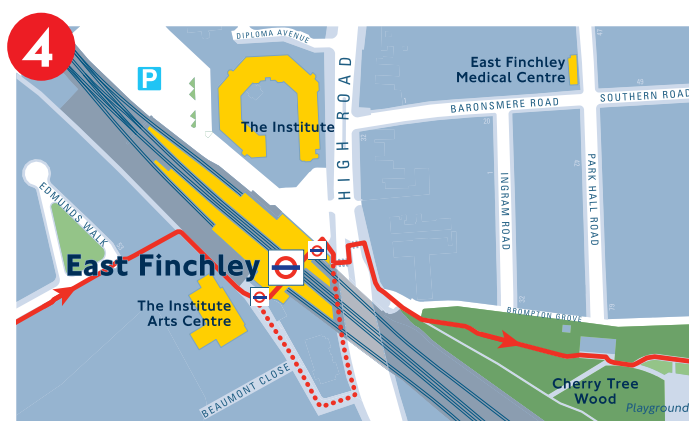 4
DIPLOMA AVENUE
P
HIGH ROAD
East Finchley
Medical Centre
BARONSMERE ROAD
SOUTHERN ROAD
The Institute
INGRAM ROAD
PARK HALL ROAD
EDMUNDS WALK
East Finchley
The Institute
Arts Centre
BROMPTON GROVE
BEAUMONT CLOSE
Cherry Tree
Wood
Playground